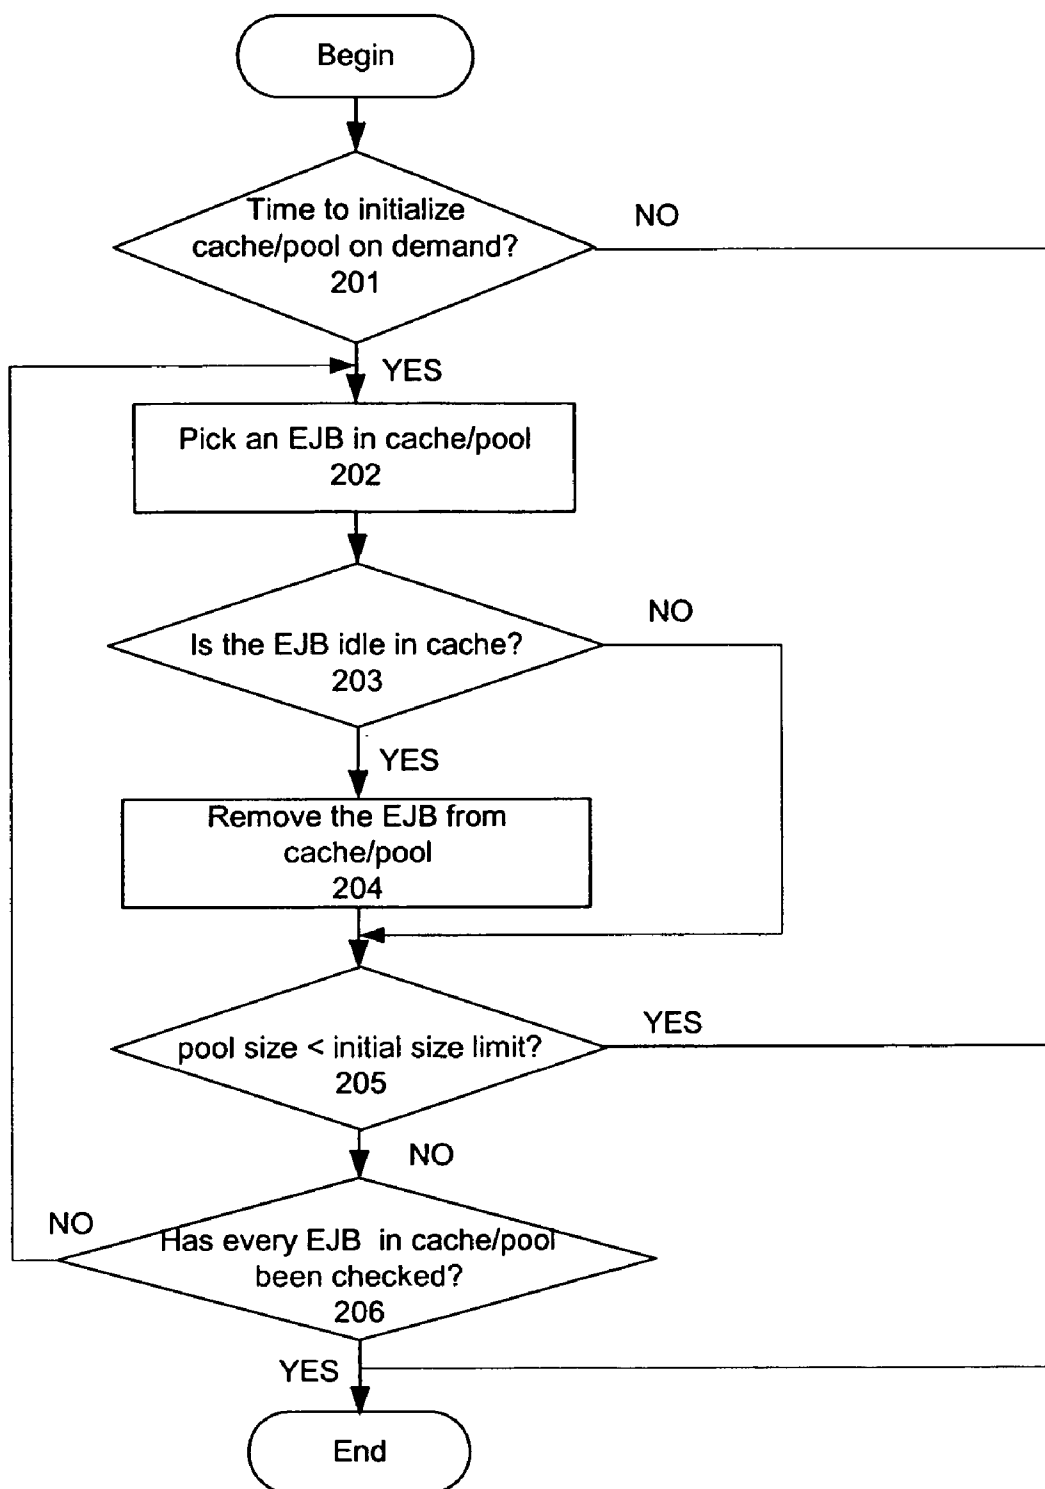 Begin
Time to initialize
cache/pool on demand?
201
NO
YES
Pick an EJB in cache/pool
202
Is the EJB idle in cache?
203
NO
YES
Remove the EJB from
cache/pool
204
pool size < initial size limit?
205
YES
NO
NO
Has every EJB in cache/pool
been checked?
206
YES
End